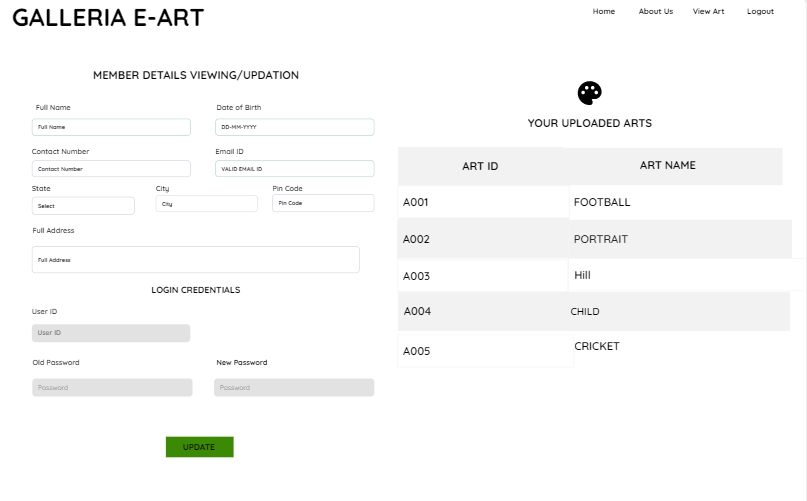 GALLERIA E-ART
Home About Us View Art Logout
MEMBER DETAILS VIEWING/UPDATION
Full Name Date of Birth
Full Name DD-MM-YYYY
Contact Number Email ID
Contact Number VALID EMAIL ID
State City Pin Code
Select City Pin Code
Full Address
Full Address
LOGIN CREDENTIALS
User ID
User ID
Old Password New Password
Password Password
UPDATE
YOUR UPLOADED ARTS
ART ID ART NAME
A001 FOOTBALL
A002 PORTRAIT
A003 Hill
A004 CHILD
A005 CRICKET